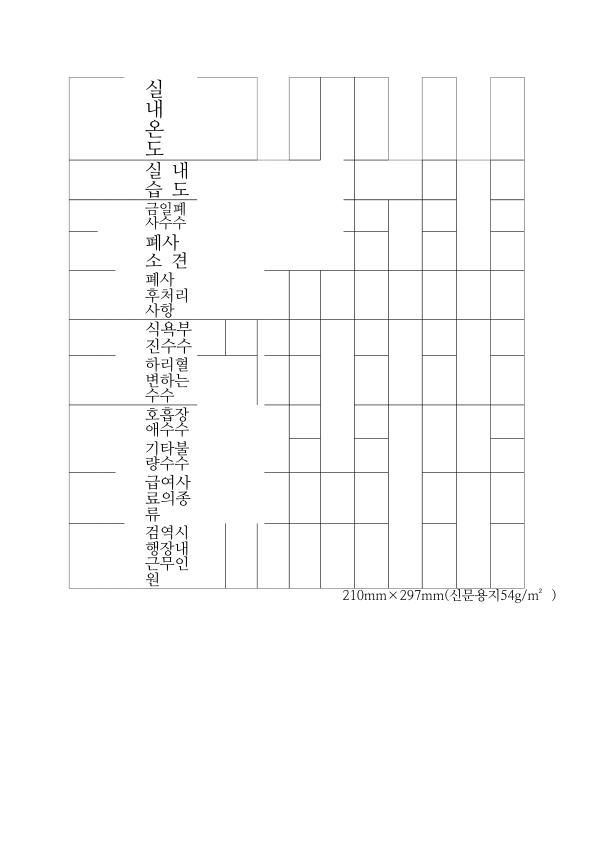 실
내
온
도
실 내
습 도
금일폐
사수수
폐사
소 견
폐사
후처리
사항
식욕부
진수수
하리혈
변하는
수수
호흡장
애수수
기타불
량수수
급여사
료의종
류
검역시
행장내
근무인
원
210mm×297mm(신문용지54g/m² )